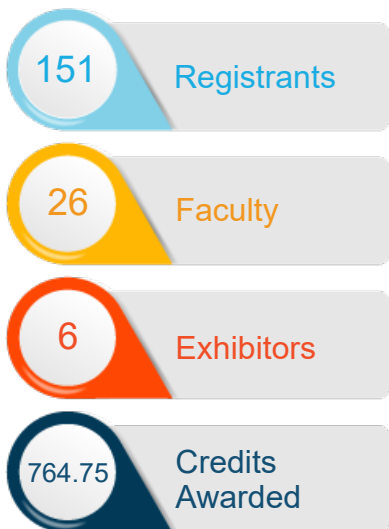 151 Registrants
26 Faculty
6 Exhibitors
764.75 Credits
Awarded